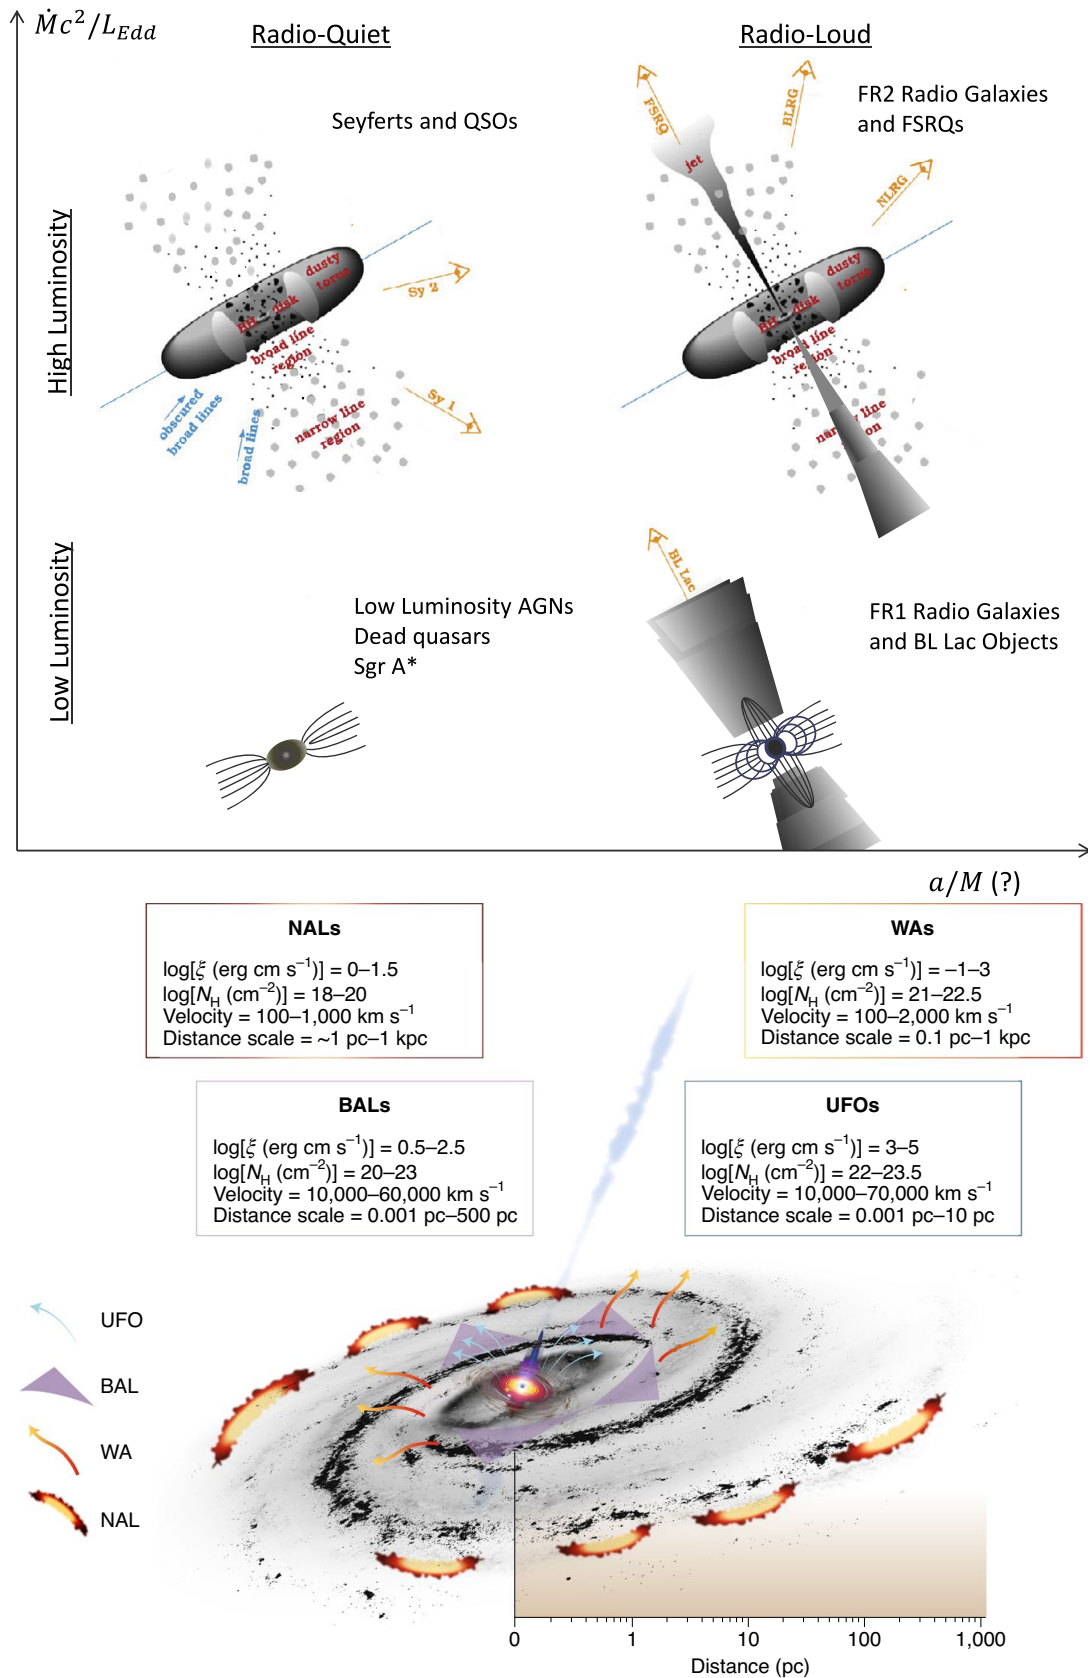 Ṁc²/L_Edd
Radio-Quiet
Radio-Loud
Seyferts and QSOs
FR2 Radio Galaxies
and FSRQs
FSRQ
BLRG
NLRG
jet
High Luminosity
dusty
torus
BH
disk
broad line
region
Sy 2
Sy 1
obscured
broad lines
broad lines
narrow line
region
dusty
torus
BH
disk
broad line
region
narrow line
Low Luminosity
Low Luminosity AGNs
Dead quasars
Sgr A*
BL Lac
FR1 Radio Galaxies
and BL Lac Objects
a/M (?)
NALs
log[ξ (erg cm s⁻¹)] = 0–1.5
log[N_H (cm⁻²)] = 18–20
Velocity = 100–1,000 km s⁻¹
Distance scale = ~1 pc–1 kpc
WAs
log[ξ (erg cm s⁻¹)] = –1–3
log[N_H (cm⁻²)] = 21–22.5
Velocity = 100–2,000 km s⁻¹
Distance scale = 0.1 pc–1 kpc
BALs
log[ξ (erg cm s⁻¹)] = 0.5–2.5
log[N_H (cm⁻²)] = 20–23
Velocity = 10,000–60,000 km s⁻¹
Distance scale = 0.001 pc–500 pc
UFOs
log[ξ (erg cm s⁻¹)] = 3–5
log[N_H (cm⁻²)] = 22–23.5
Velocity = 10,000–70,000 km s⁻¹
Distance scale = 0.001 pc–10 pc
UFO
BAL
WA
NAL
0 1 10 100 1,000
Distance (pc)